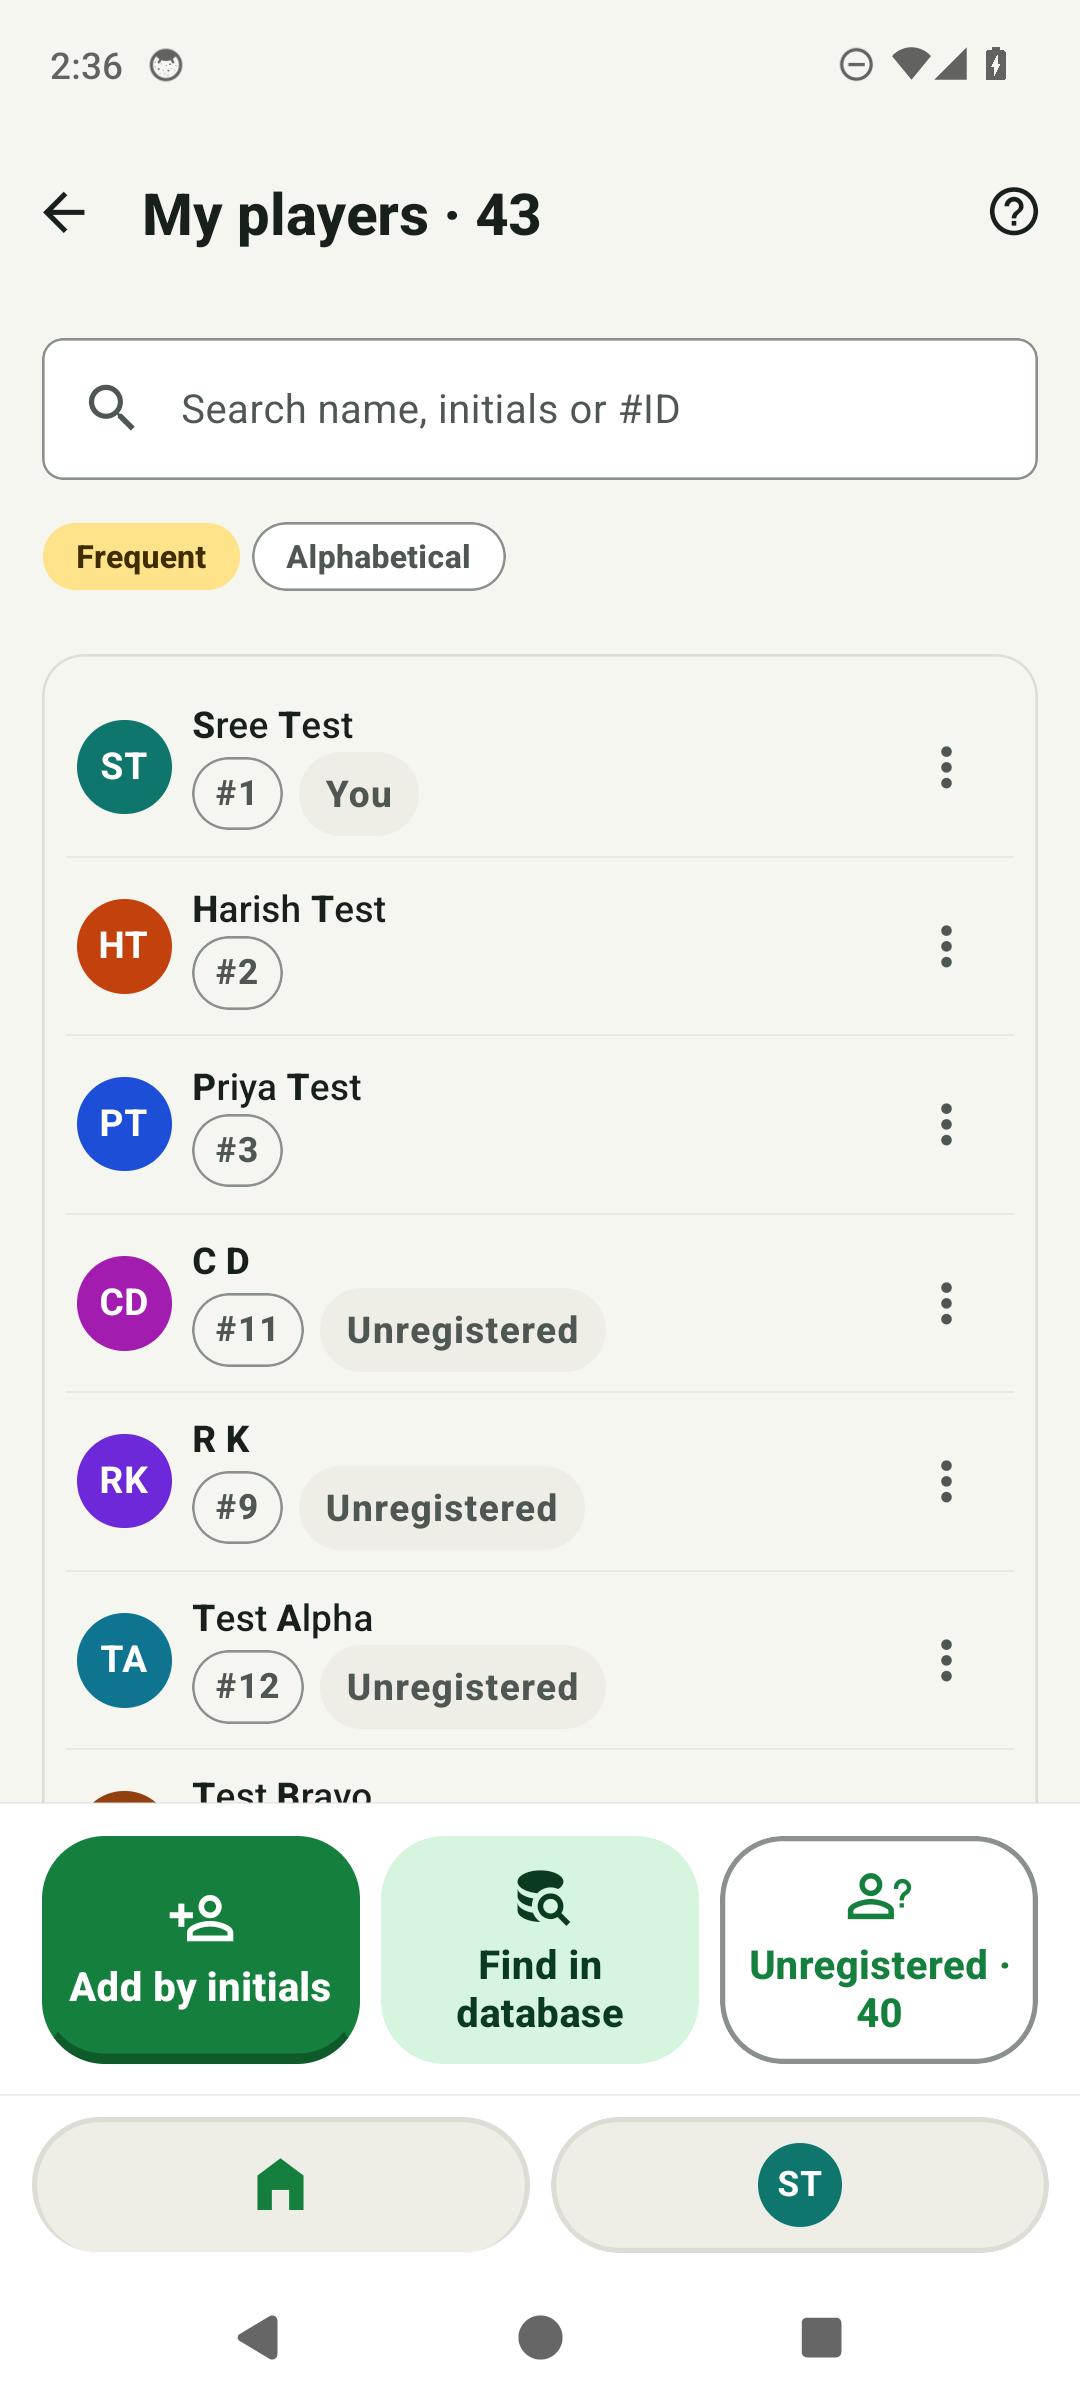 2:36
My players · 43
Search name, initials or #ID
Frequent
Alphabetical
ST
Sree Test
#1
You
HT
Harish Test
#2
PT
Priya Test
#3
CD
C D
#11
Unregistered
RK
R K
#9
Unregistered
TA
Test Alpha
#12
Unregistered
Test Bravo
Add by initials
Find in
database
Unregistered ·
40
ST